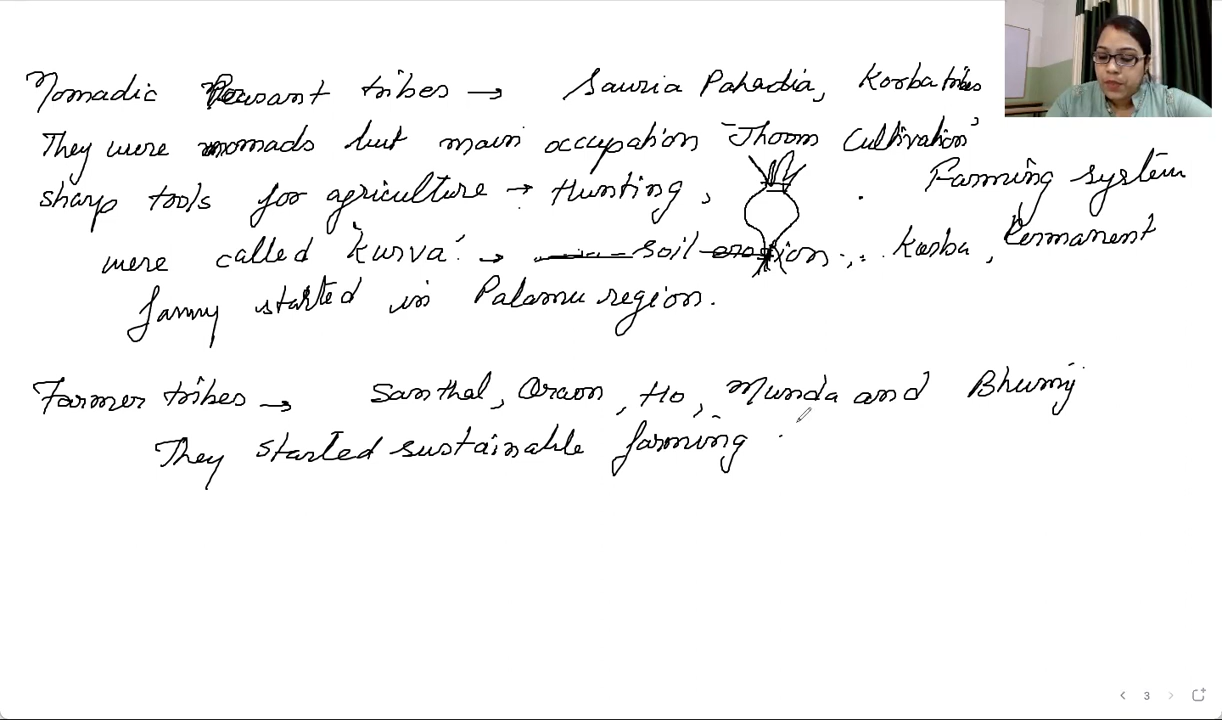 Nomadic Peasant tribes → Sauria Pahadia, Korba tribes
They were nomads but main occupation "Jhoom Cultivation"
sharp tools for agriculture → Hunting, Farming system
were called 'Kurva' → soil erosion ∴ Korba, Permanent
started in Palamu region.
Farmer tribes → Santhal, Oraon, Ho, Munda and Bhumij
They started sustainable farming.
3